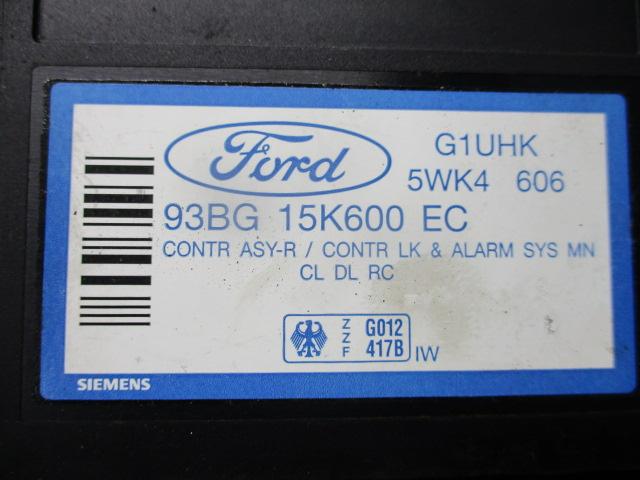 Ford
G1UHK
5WK4 606
93BG 15K600 EC
CONTR ASY-R / CONTR LK & ALARM SYS MN
CL DL RC
ZZF
G012
417B
IW
SIEMENS